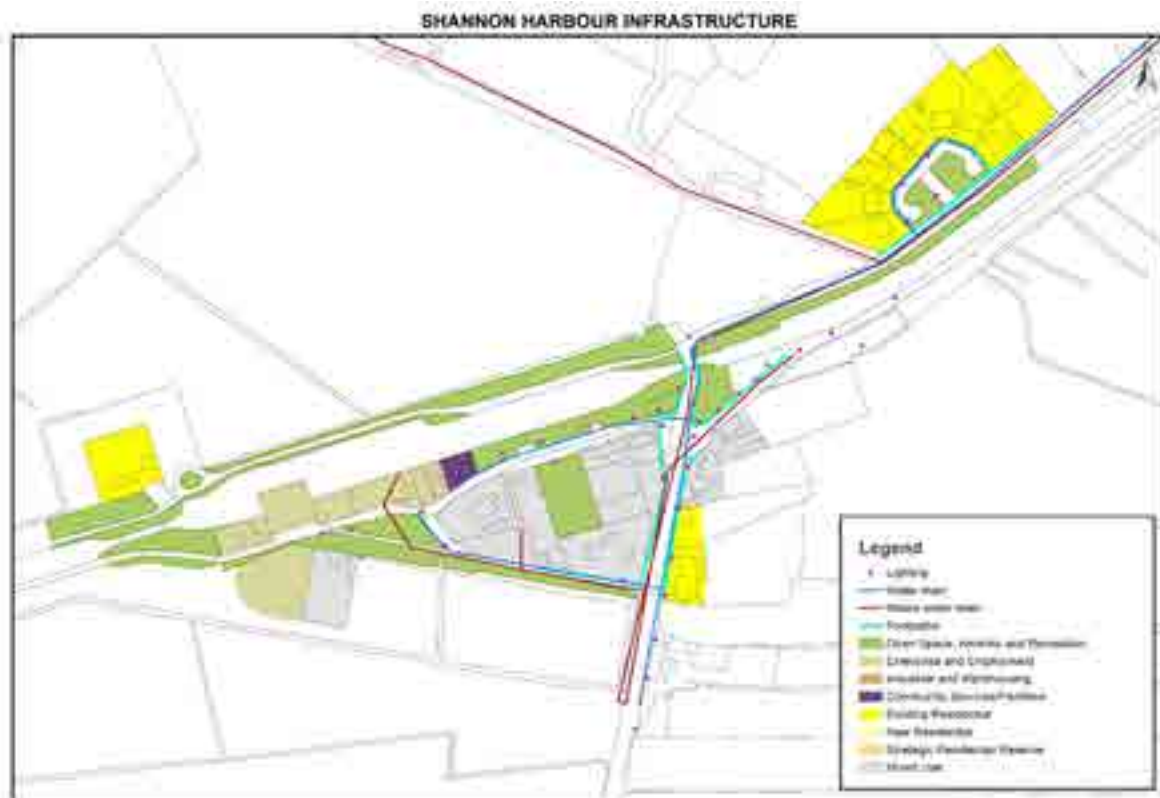 SHANNON HARBOUR INFRASTRUCTURE
Legend
Lighting
Water main
Waste water main
Footpaths
Open Space, Amenity and Recreation
Enterprise and Employment
Industrial and Warehousing
Community Services/Facilities
Existing Residential
New Residential
Strategic Residential Reserve
Mixed Use